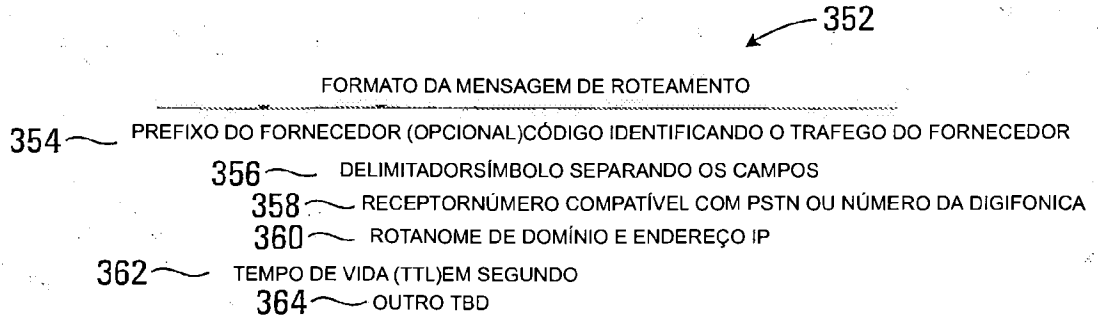 352
FORMATO DA MENSAGEM DE ROTEAMENTO
354 PREFIXO DO FORNECEDOR (OPCIONAL)CÓDIGO IDENTIFICANDO O TRAFEGO DO FORNECEDOR
356 DELIMITADORSÍMBOLO SEPARANDO OS CAMPOS
358 RECEPTORNÚMERO COMPATÍVEL COM PSTN OU NÚMERO DA DIGIFONICA
360 ROTANOME DE DOMÍNIO E ENDEREÇO IP
362 TEMPO DE VIDA (TTL)EM SEGUNDO
364 OUTRO TBD